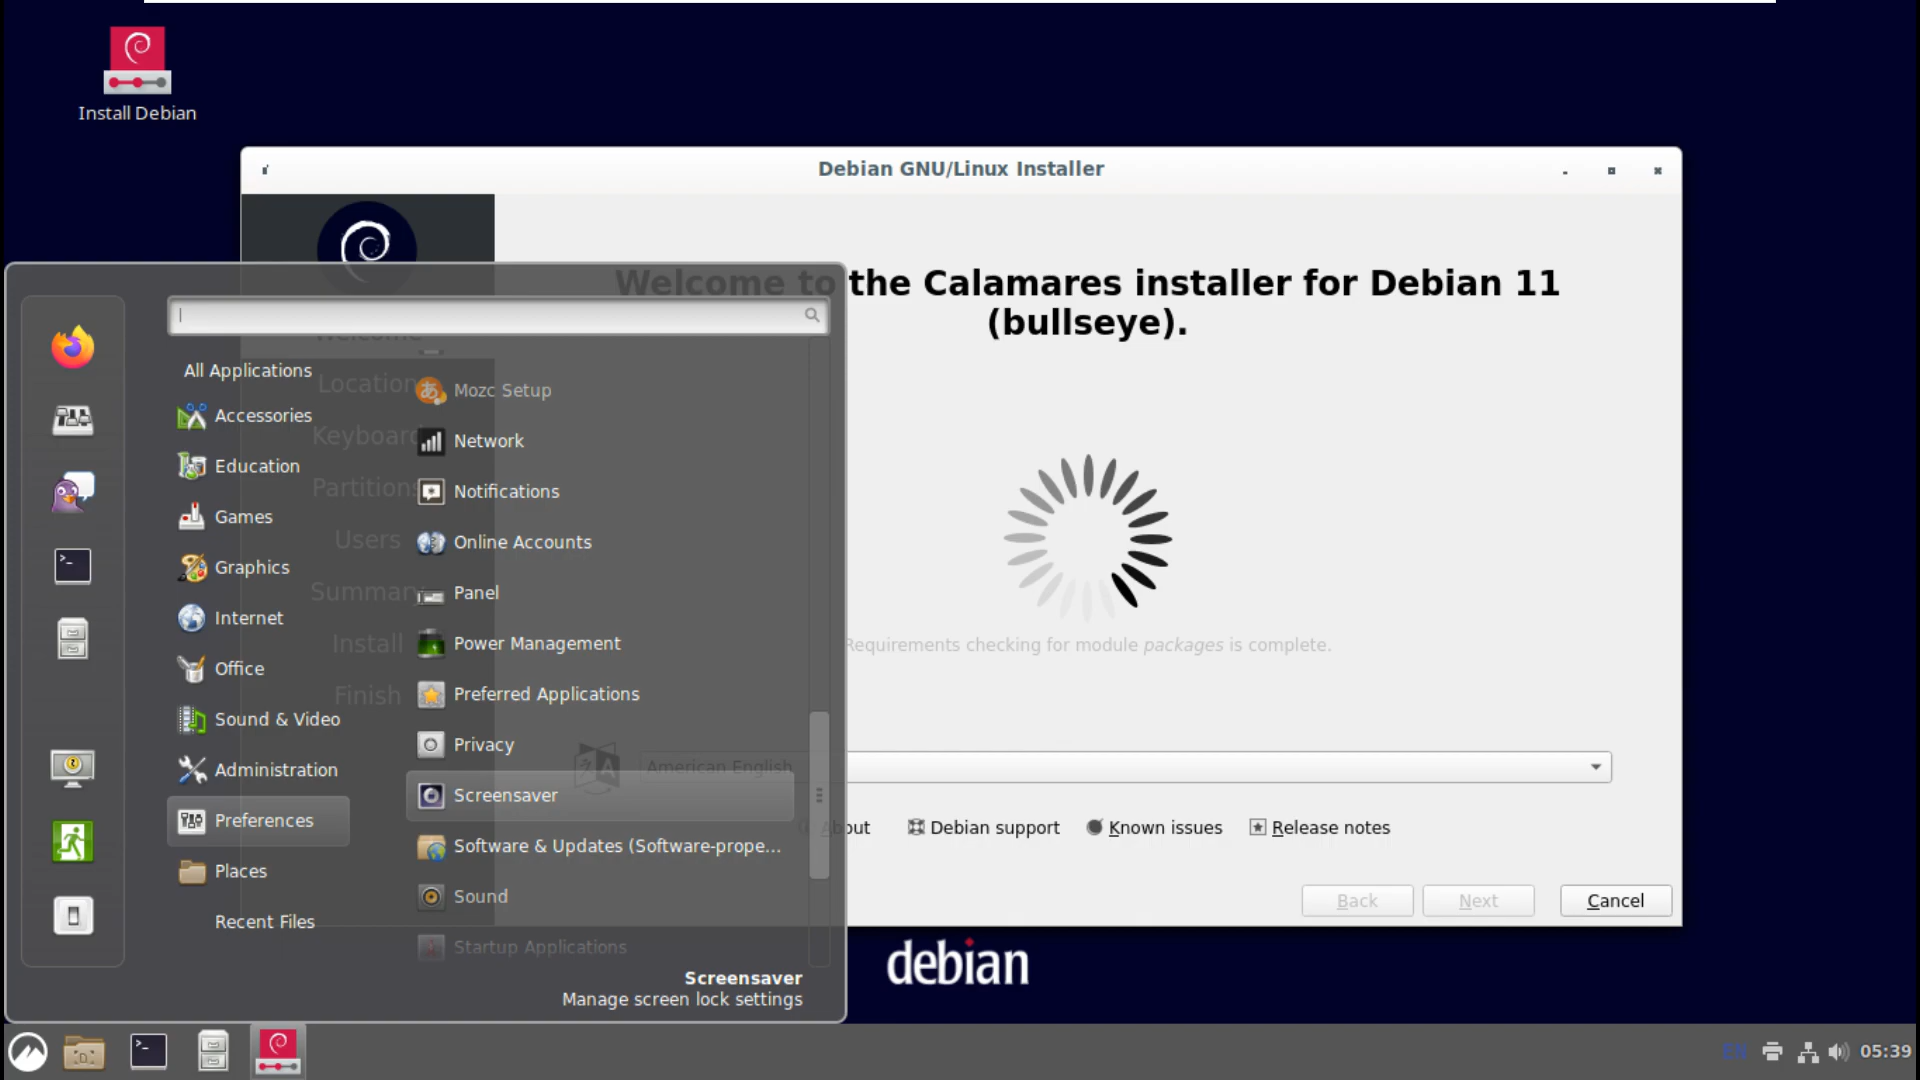 Install Debian
Debian GNU/Linux Installer
Welcome to the Calamares installer for Debian 11
(bullseye).
Welcome
Location
Keyboard
Partitions
Users
Summary
Install
Finish
All Applications
Accessories
Education
Games
Graphics
Internet
Office
Sound & Video
Administration
Preferences
Places
Recent Files
Mozc Setup
Network
Notifications
Online Accounts
Panel
Power Management
Preferred Applications
Privacy
Screensaver
Software & Updates (Software-prope...
Sound
Startup Applications
Screensaver
Manage screen lock settings
Requirements checking for module packages is complete.
American English
About
Debian support
Known issues
Release notes
Back
Next
Cancel
debian
EN
05:39